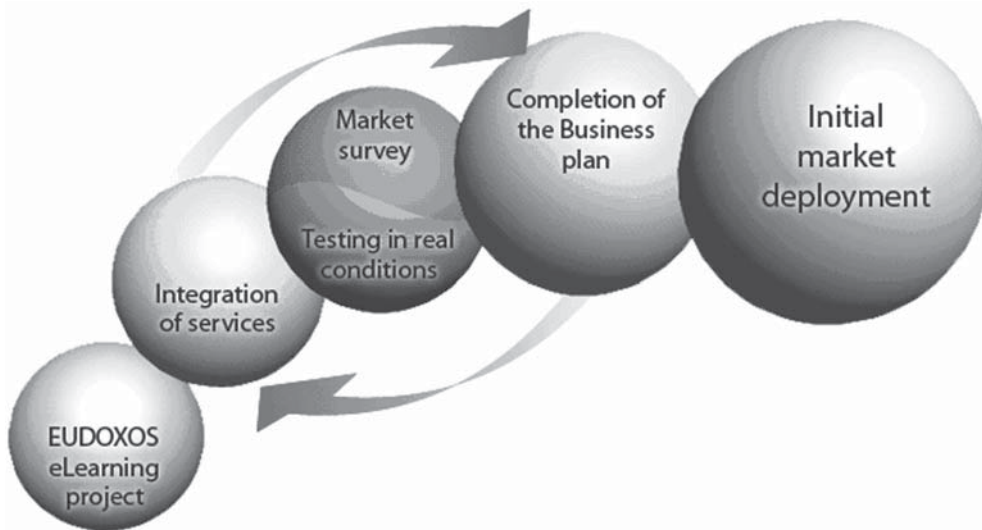 EUDOXOS
eLearning
project
Integration
of services
Market
survey
Testing in real
conditions
Completion of
the Business
plan
Initial
market
deployment